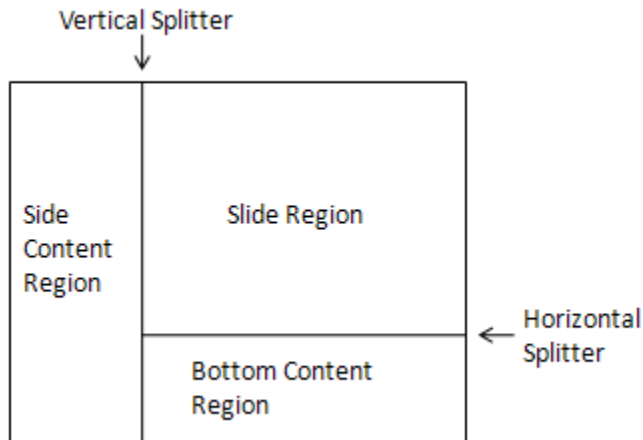 Vertical Splitter
Side
Content
Region
Slide Region
Horizontal
Splitter
Bottom Content
Region